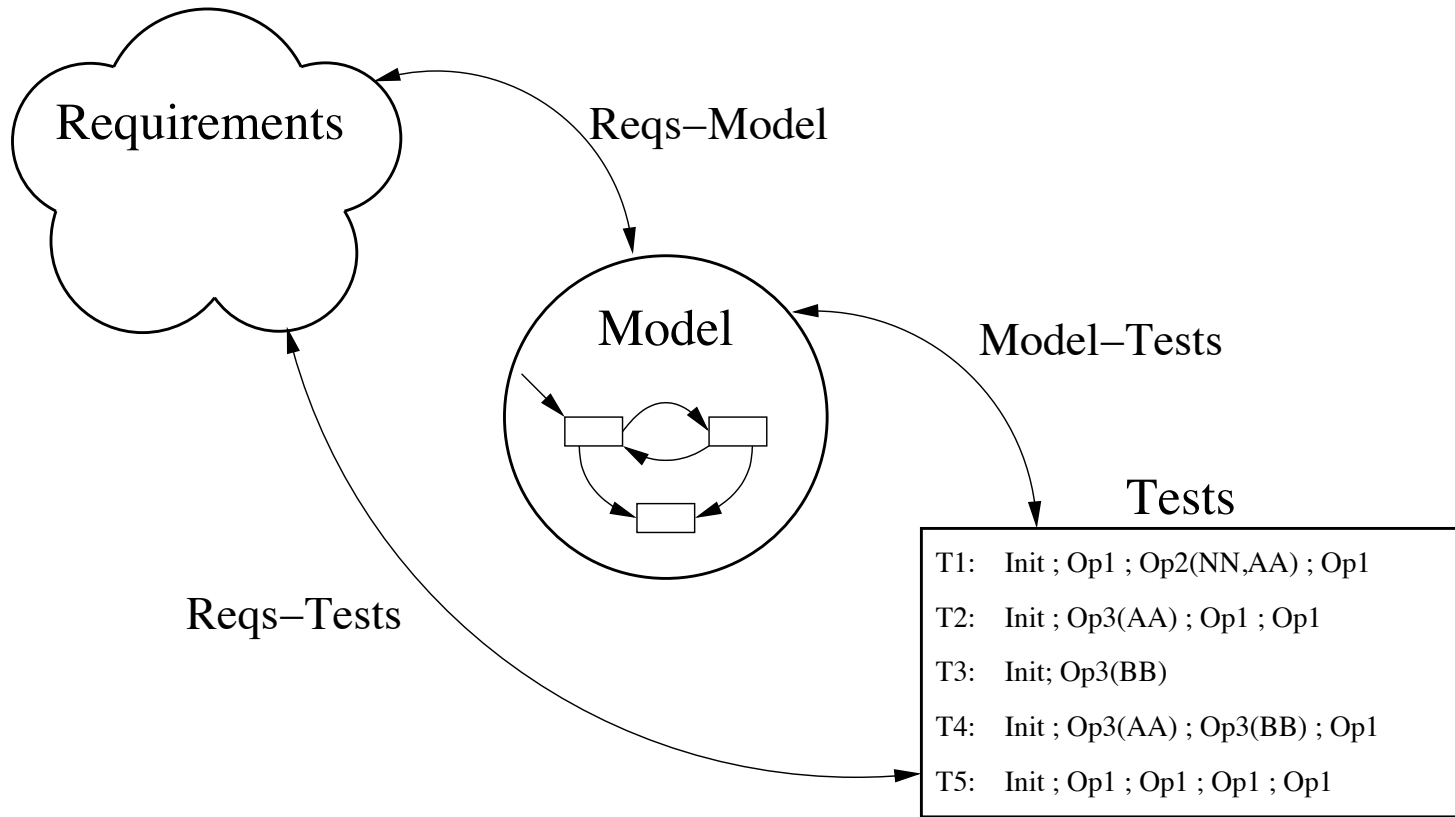 Requirements
Reqs–Model
Model
Model–Tests
Reqs–Tests
Tests
T1: Init ; Op1 ; Op2(NN,AA) ; Op1
T2: Init ; Op3(AA) ; Op1 ; Op1
T3: Init; Op3(BB)
T4: Init ; Op3(AA) ; Op3(BB) ; Op1
T5: Init ; Op1 ; Op1 ; Op1 ; Op1